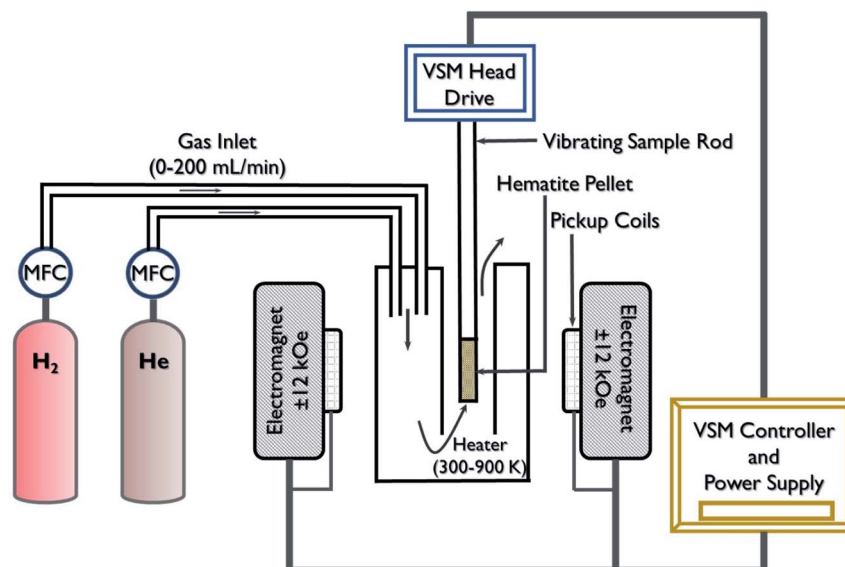 VSM Head
Drive
Gas Inlet
(0-200 mL/min)
Vibrating Sample Rod
Hematite Pellet
Pickup Coils
MFC
MFC
H₂
He
Electromagnet
±12 kOe
Electromagnet
±12 kOe
Heater
(300-900 K)
VSM Controller
and
Power Supply